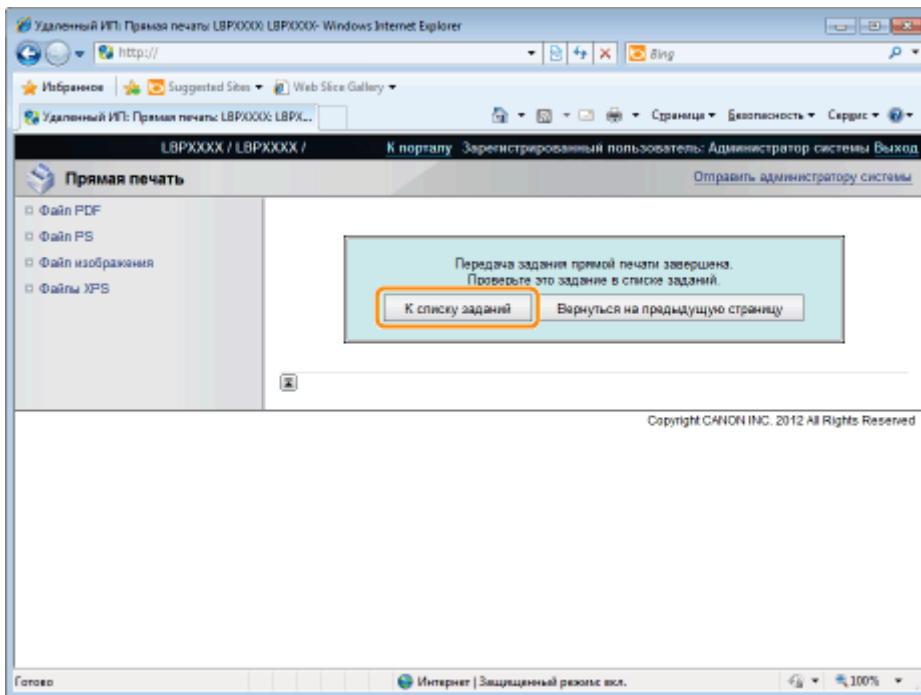 Удаленный ИП: Прямая печать: LBPXXXX: LBPXXXX- Windows Internet Explorer
http://
Bing
Избранное Suggested Sites Web Slice Gallery
Удаленный ИП: Прямая печать: LBPXXXX: LBPX...
Страница Безопасность Сервис
LBPXXXX / LBPXXXX / К порталу Зарегистрированный пользователь: Администратор системы Выход
Прямая печать Отправить администратору системы
Файл PDF
Файл PS
Файл изображения
Файлы XPS
Передача задания прямой печати завершена.
Проверьте это задание в списке заданий.
К списку заданий Вернуться на предыдущую страницу
Copyright CANON INC. 2012 All Rights Reserved
Готово Интернет | Защищенный режим: вкл. 100%